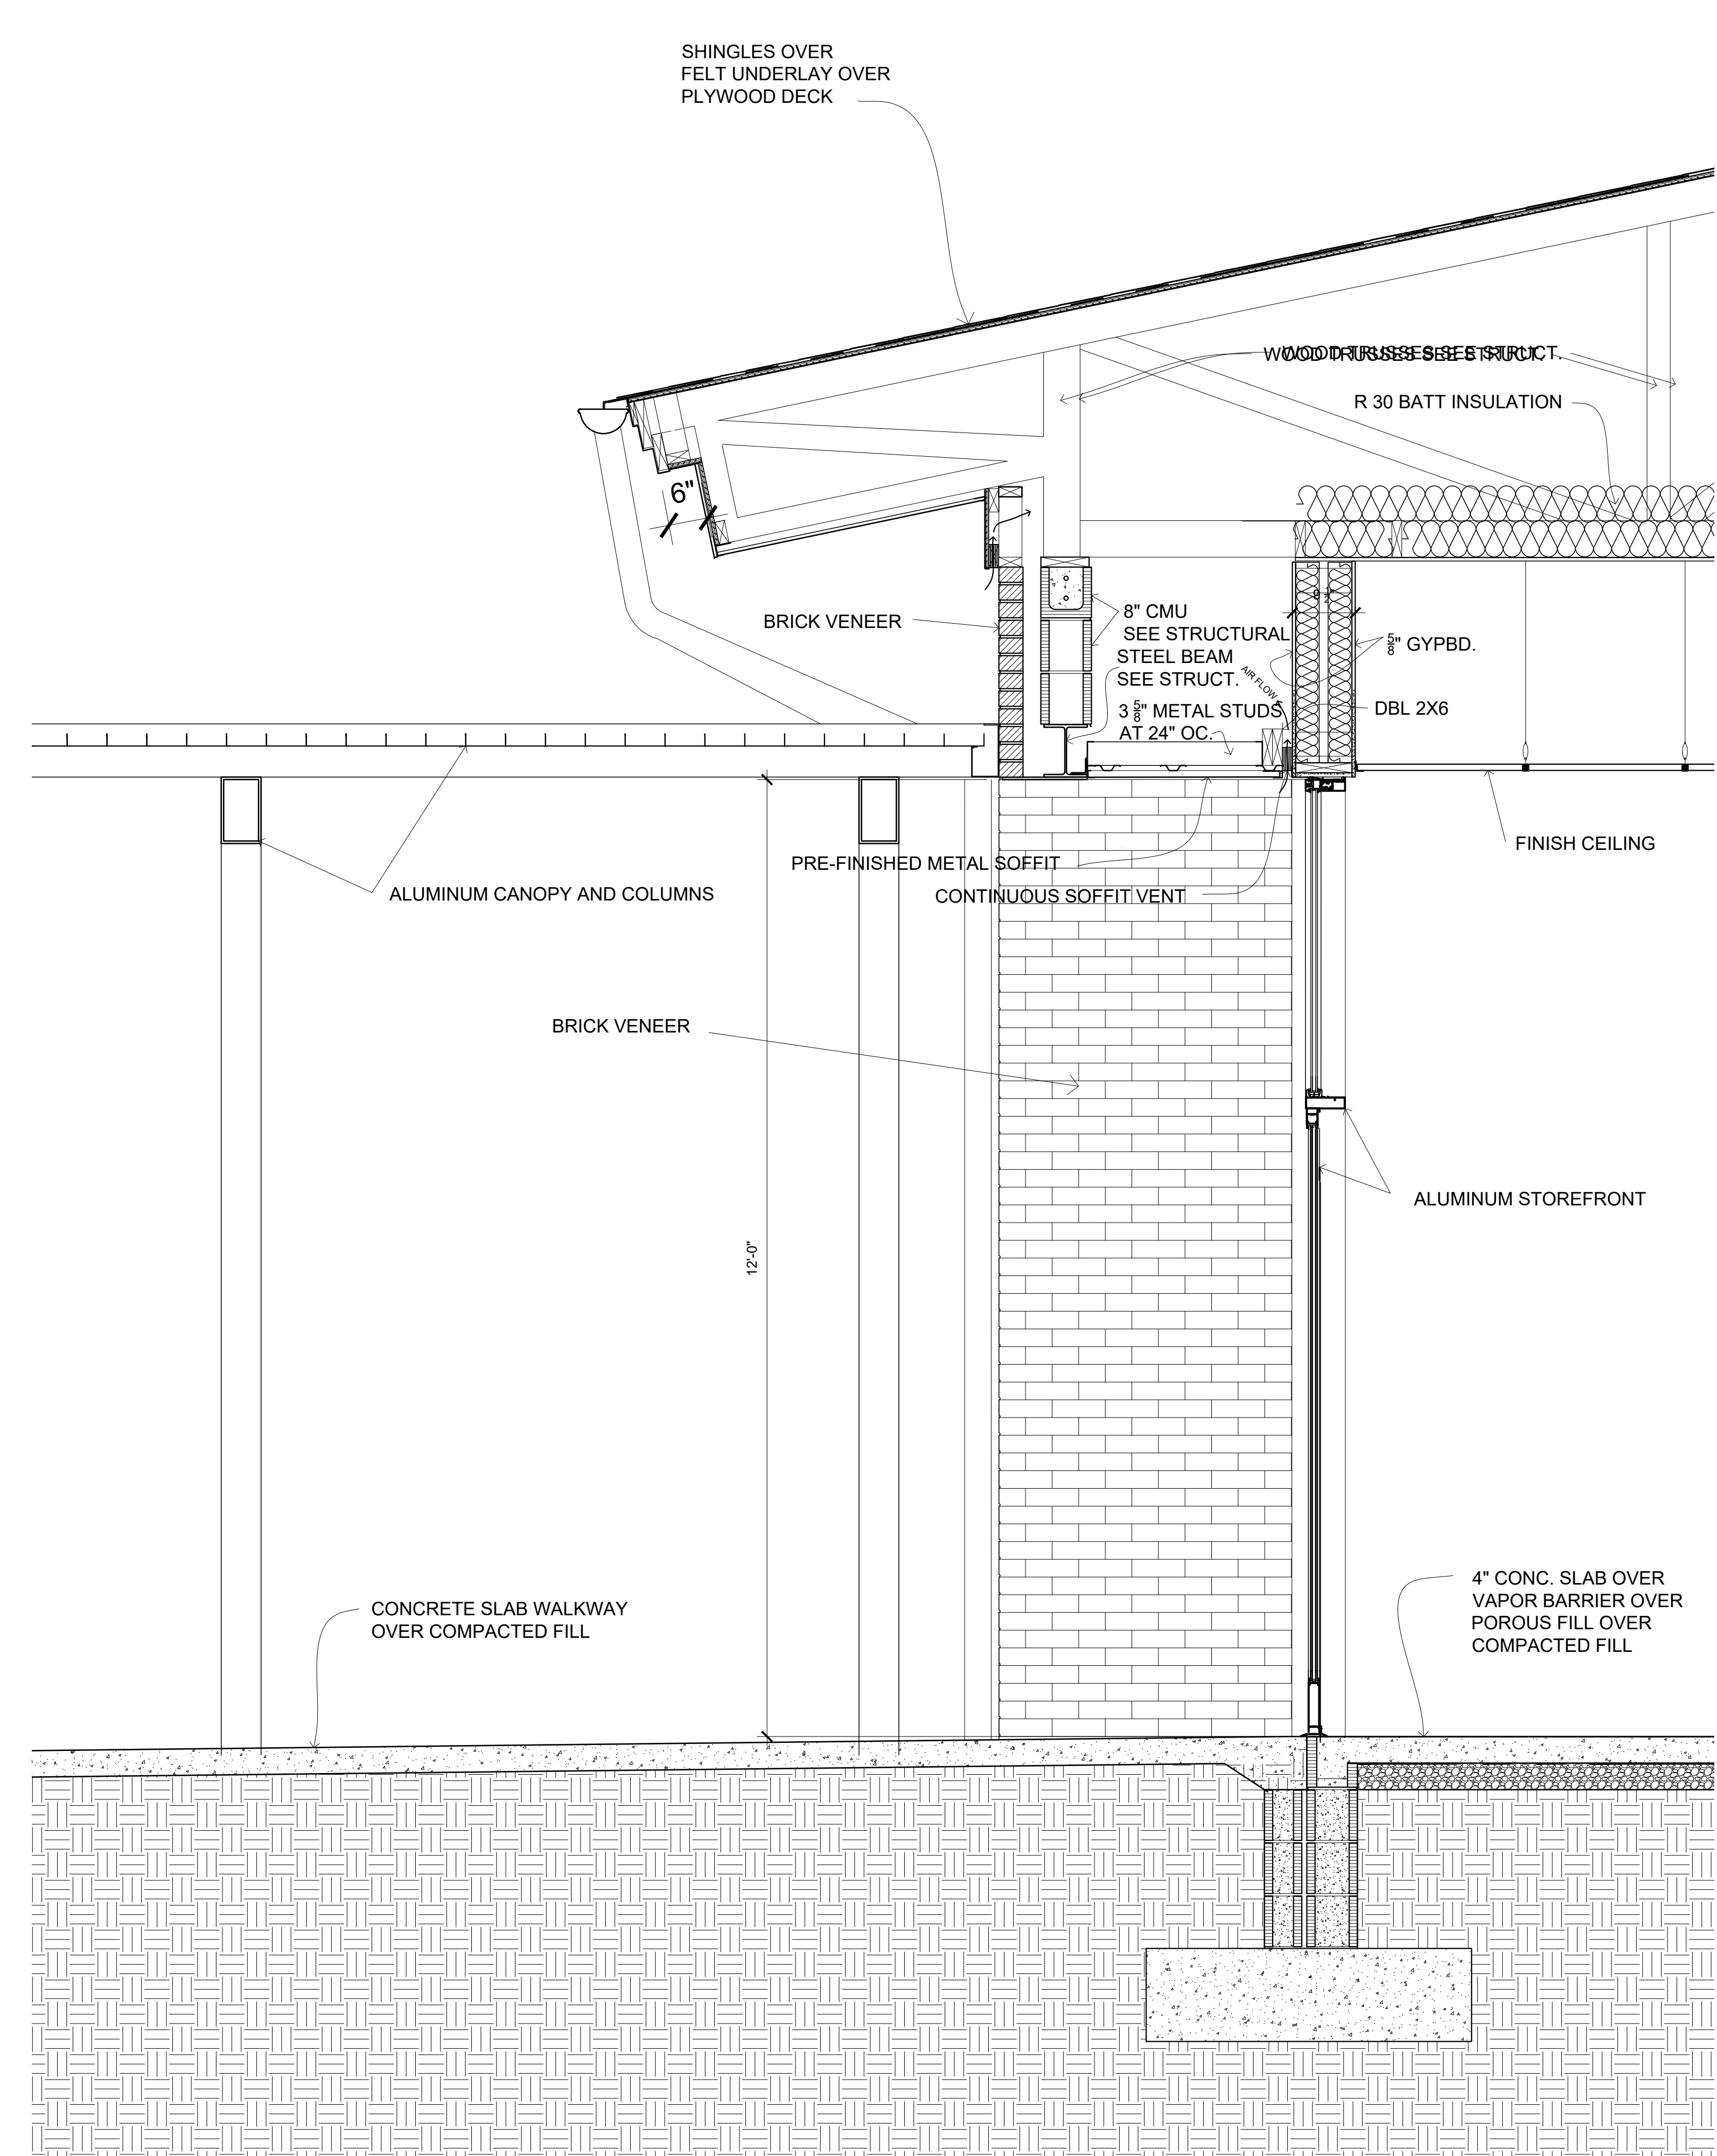 SHINGLES OVER
FELT UNDERLAY OVER
PLYWOOD DECK
WOOD TRUSSES SEE STRUCT.
WOOD TRUSSES SEE STRUCT.
R 30 BATT INSULATION
6"
BRICK VENEER
8" CMU
SEE STRUCTURAL
STEEL BEAM
SEE STRUCT.
AIR FLOW
3 5/8" METAL STUDS
AT 24" OC.
5/8" GYPBD.
DBL 2X6
PRE-FINISHED METAL SOFFIT
CONTINUOUS SOFFIT VENT
FINISH CEILING
ALUMINUM CANOPY AND COLUMNS
BRICK VENEER
ALUMINUM STOREFRONT
12'-0"
CONCRETE SLAB WALKWAY
OVER COMPACTED FILL
4" CONC. SLAB OVER
VAPOR BARRIER OVER
POROUS FILL OVER
COMPACTED FILL